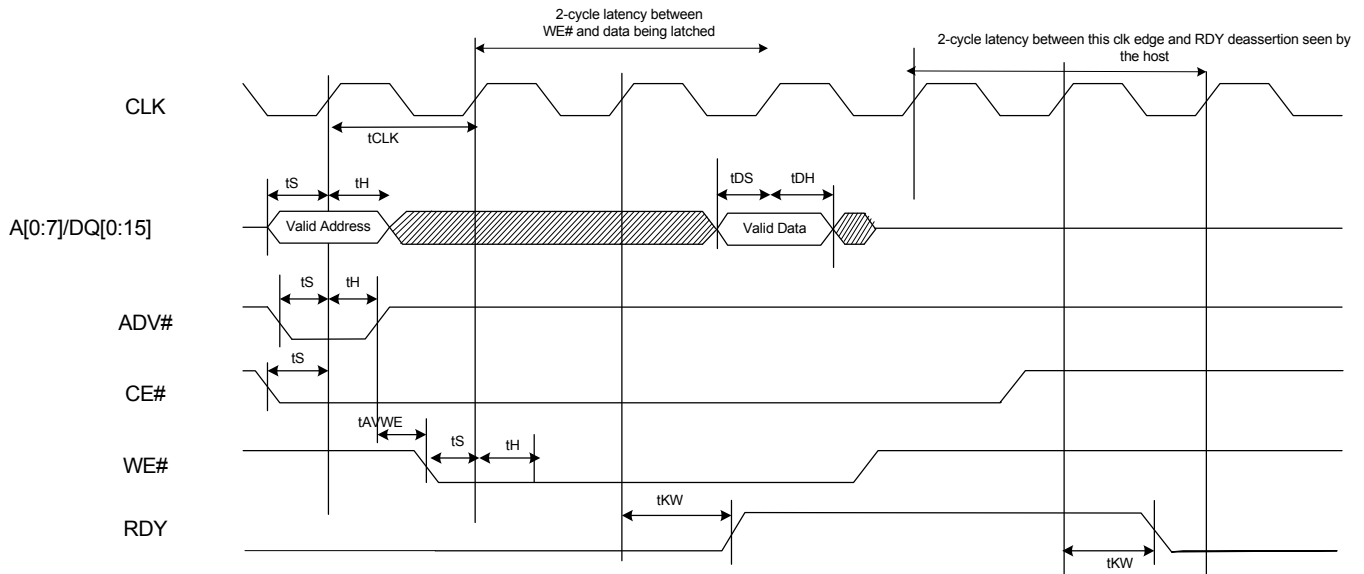 2-cycle latency between
WE# and data being latched
2-cycle latency between this clk edge and RDY deassertion seen by
the host
CLK
tCLK
tS
tH
tDS
tDH
A[0:7]/DQ[0:15]
Valid Address
Valid Data
tS
tH
ADV#
tS
CE#
tAVWE
tS
tH
WE#
tKW
RDY
tKW